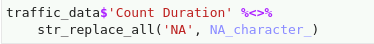 traffic_data$'Count Duration' %<>%
    str_replace_all('NA', NA_character_)